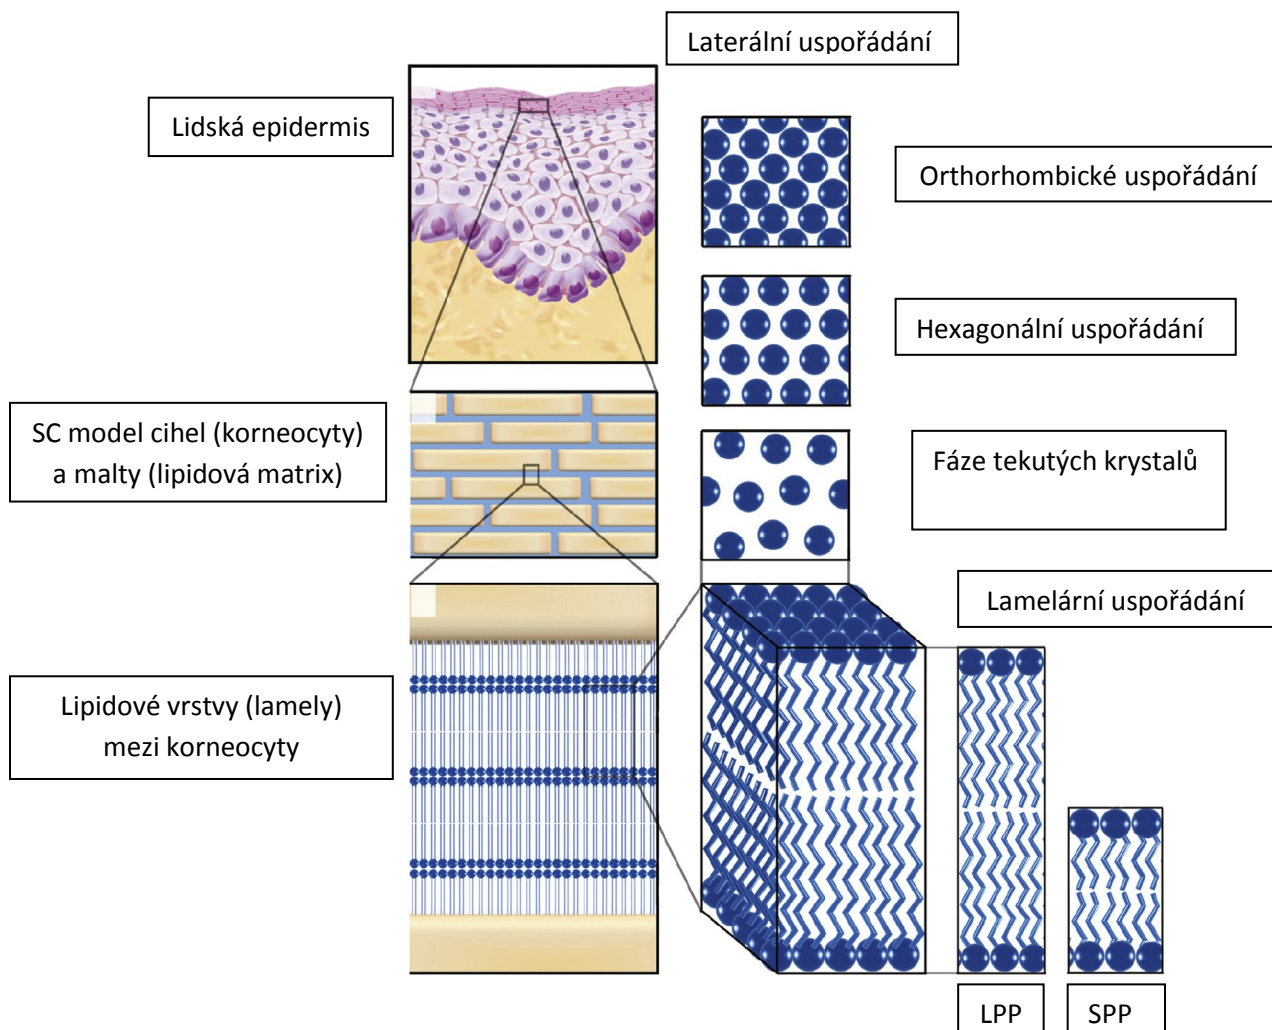 Laterální uspořádání
Lidská epidermis
Orthorhombické uspořádání
Hexagonální uspořádání
SC model cihel (korneocyty)
a malty (lipidová matrix)
Fáze tekutých krystalů
Lamelární uspořádání
Lipidové vrstvy (lamely)
mezi korneocyty
LPP
SPP